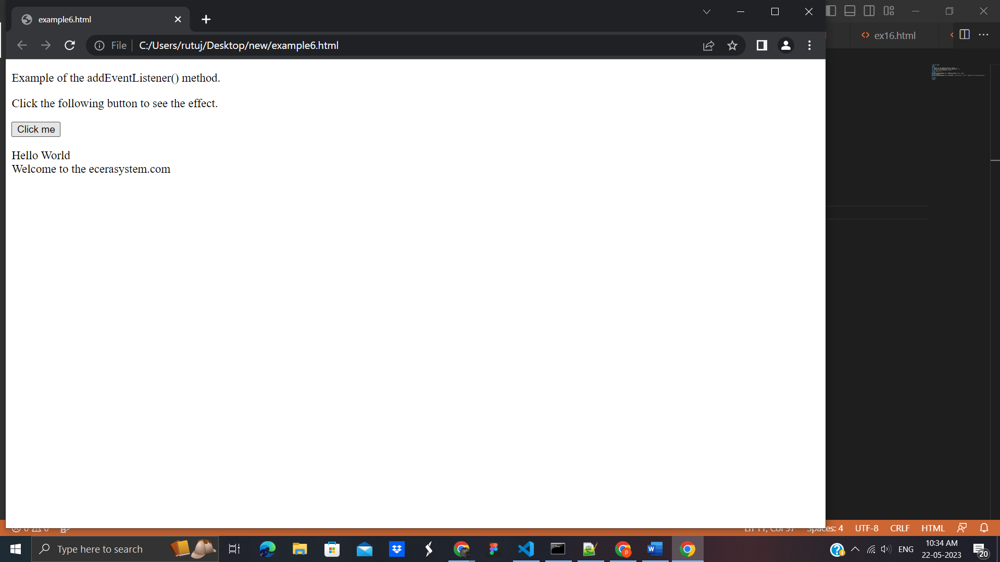 example6.html
ex16.html
File C:/Users/rutuj/Desktop/new/example6.html
Example of the addEventListener() method.
Click the following button to see the effect.
Click me
Hello World
Welcome to the ecerasystem.com
Spaces: 4 UTF-8 CRLF HTML
Type here to search
ENG
10:34 AM
22-05-2023
20